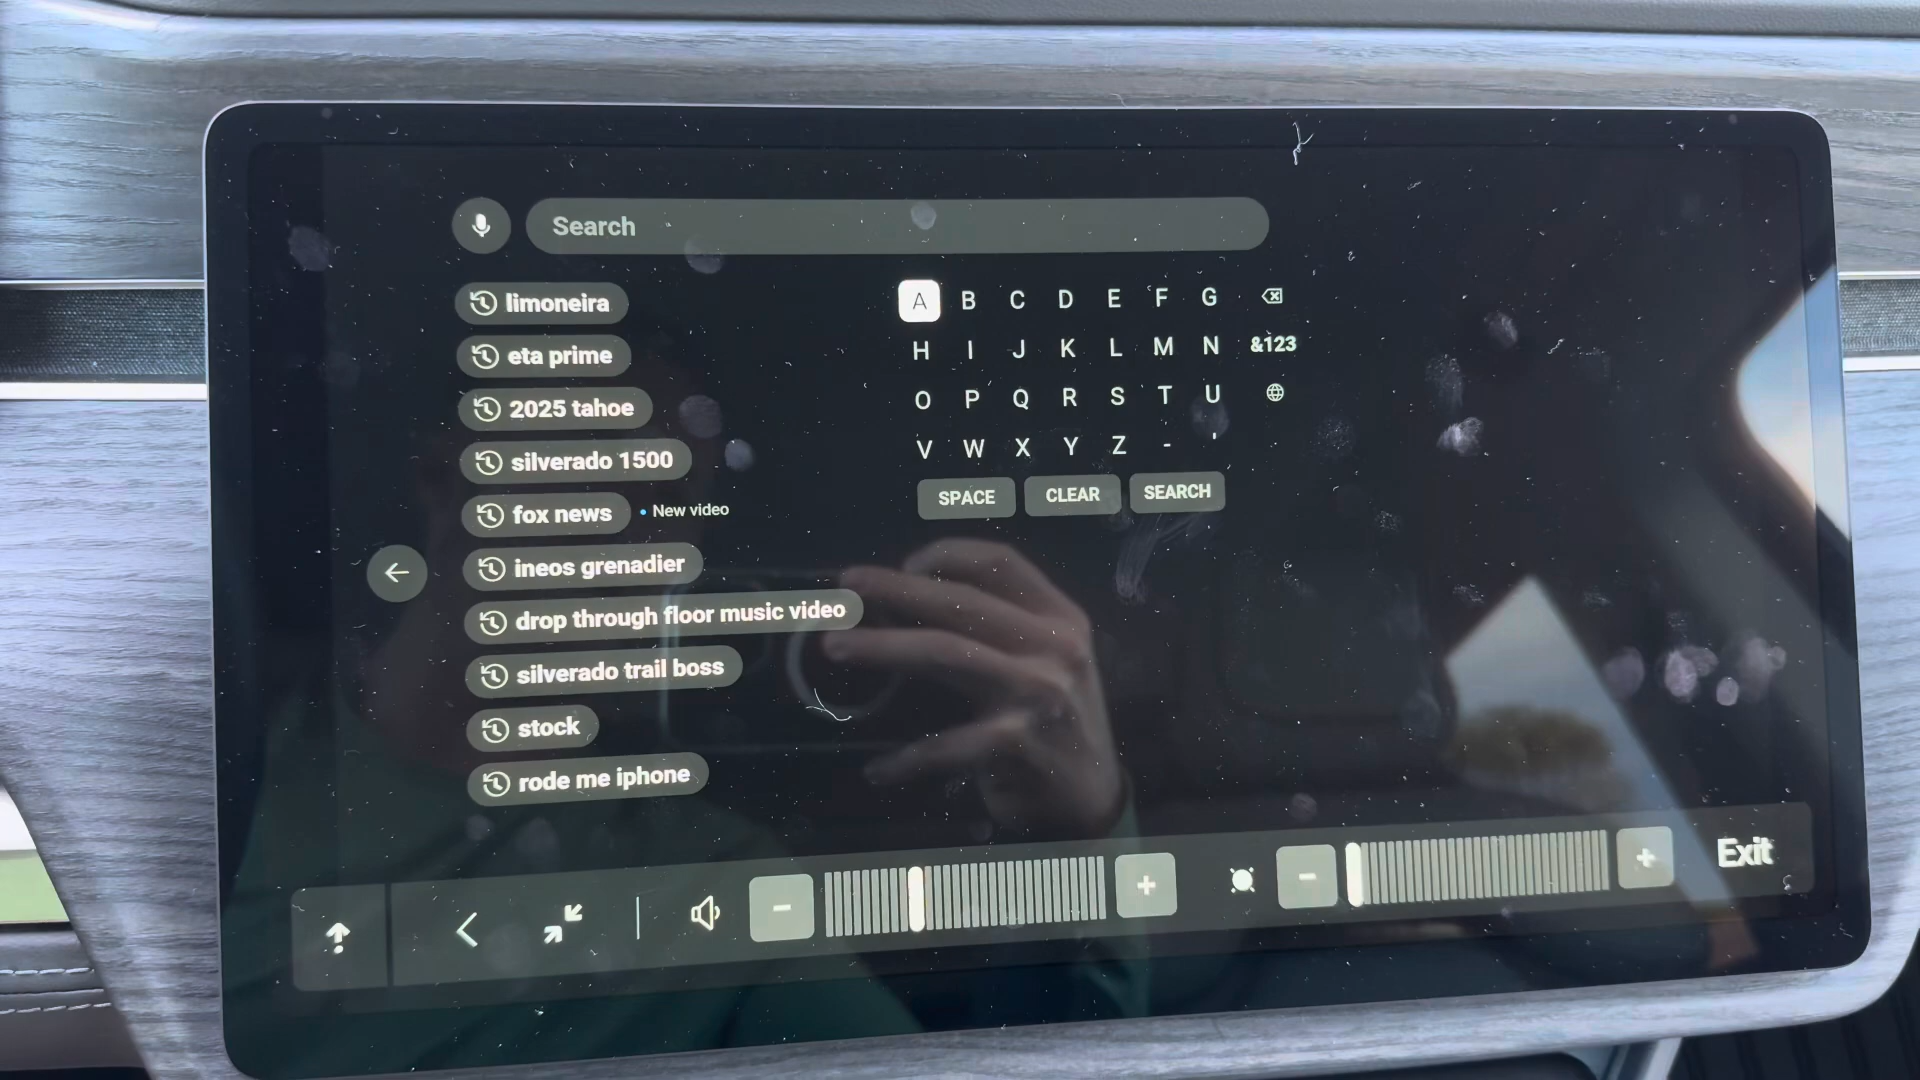 Search
limoneira
eta prime
2025 tahoe
silverado 1500
fox news • New video
ineos grenadier
drop through floor music video
silverado trail boss
stock
rode me iphone
A B C D E F G
H I J K L M N &123
O P Q R S T U
V W X Y Z - '
SPACE CLEAR SEARCH
- + - + Exit